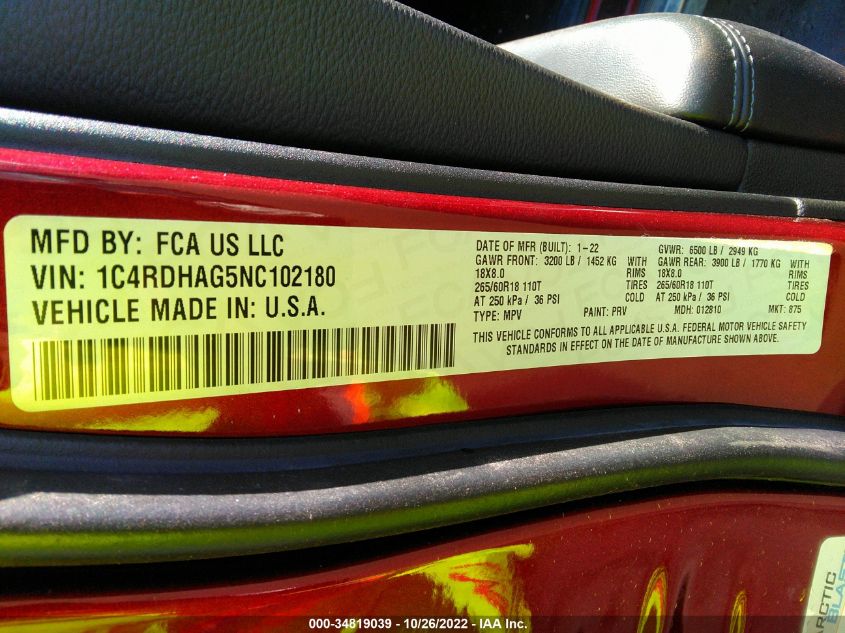 MFD BY: FCA US LLC
VIN: 1C4RDHAG5NC102180
VEHICLE MADE IN: U.S.A.
DATE OF MFR (BUILT): 1-22 GVWR: 6500 LB / 2949 KG
GAWR FRONT: 3200 LB / 1452 KG WITH GAWR REAR: 3900 LB / 1770 KG WITH
18X8.0 RIMS 18X8.0 RIMS
265/60R18 110T TIRES 265/60R18 110T TIRES
AT 250 kPa / 36 PSI COLD AT 250 kPa / 36 PSI COLD
TYPE: MPV PAINT: PRV MDH: 012810 MKT: 875
THIS VEHICLE CONFORMS TO ALL APPLICABLE U.S.A. FEDERAL MOTOR VEHICLE SAFETY
STANDARDS IN EFFECT ON THE DATE OF MANUFACTURE SHOWN ABOVE.
ARCTIC
000-34819039 - 10/26/2022 - IAA Inc.